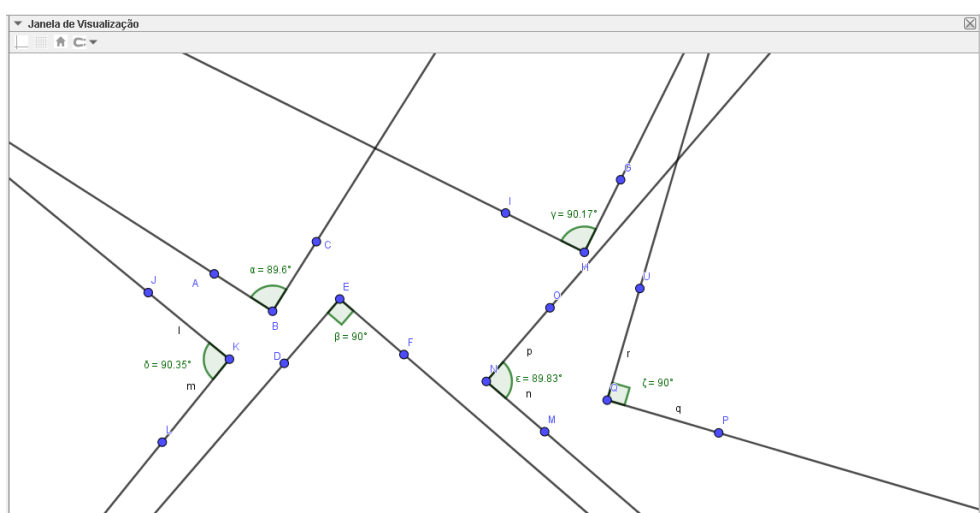 Janela de Visualização
I
G
γ = 90.17°
C
H
α = 89.6°
A
J
U
O
E
B
l
β = 90°
F
K
D
p
r
δ = 90.35°
m
N
ε = 89.83°
ζ = 90°
Q
n
q
M
P
L